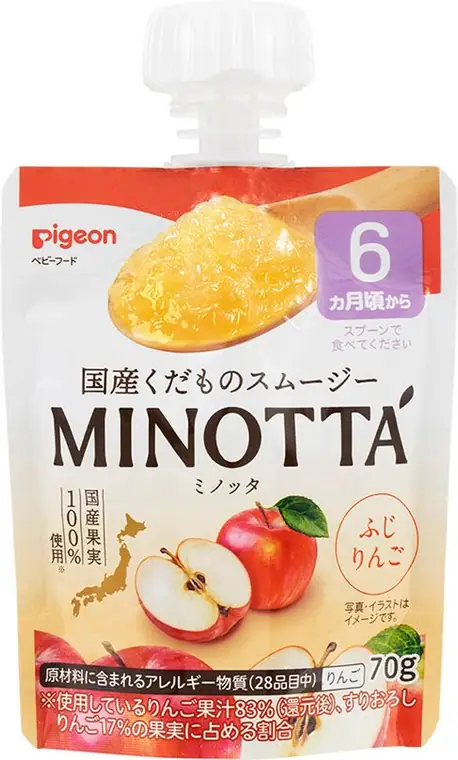 pigeon
ベビーフード
6
カ月頃から
スプーンで
食べてください
国産くだものスムージー
MINOTTA
ミノッタ
国産果実
100%
使用※
ふじ
りんご
写真・イラストは
イメージです。
原材料に含まれるアレルギー物質(28品目中) りんご 70g
※使用しているりんご果汁83%(還元後)、すりおろし
りんご17%の果実に占める割合